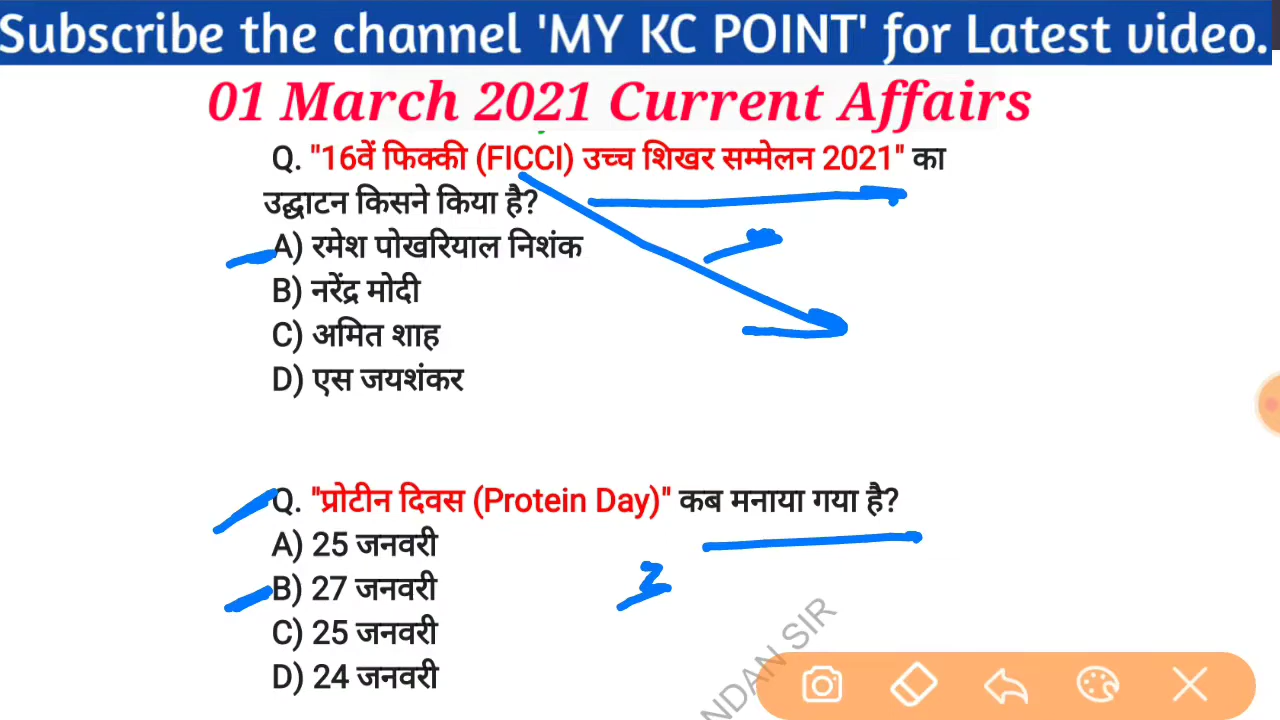 Subscribe the channel 'MY KC POINT' for Latest video.
01 March 2021 Current Affairs
Q. "16वें फिक्की (FICCI) उच्च शिखर सम्मेलन 2021" का
उद्घाटन किसने किया है?
A) रमेश पोखरियाल निशंक
B) नरेंद्र मोदी
C) अमित शाह
D) एस जयशंकर
Q. "प्रोटीन दिवस (Protein Day)" कब मनाया गया है?
A) 25 जनवरी
B) 27 जनवरी
C) 25 जनवरी
D) 24 जनवरी
SIR